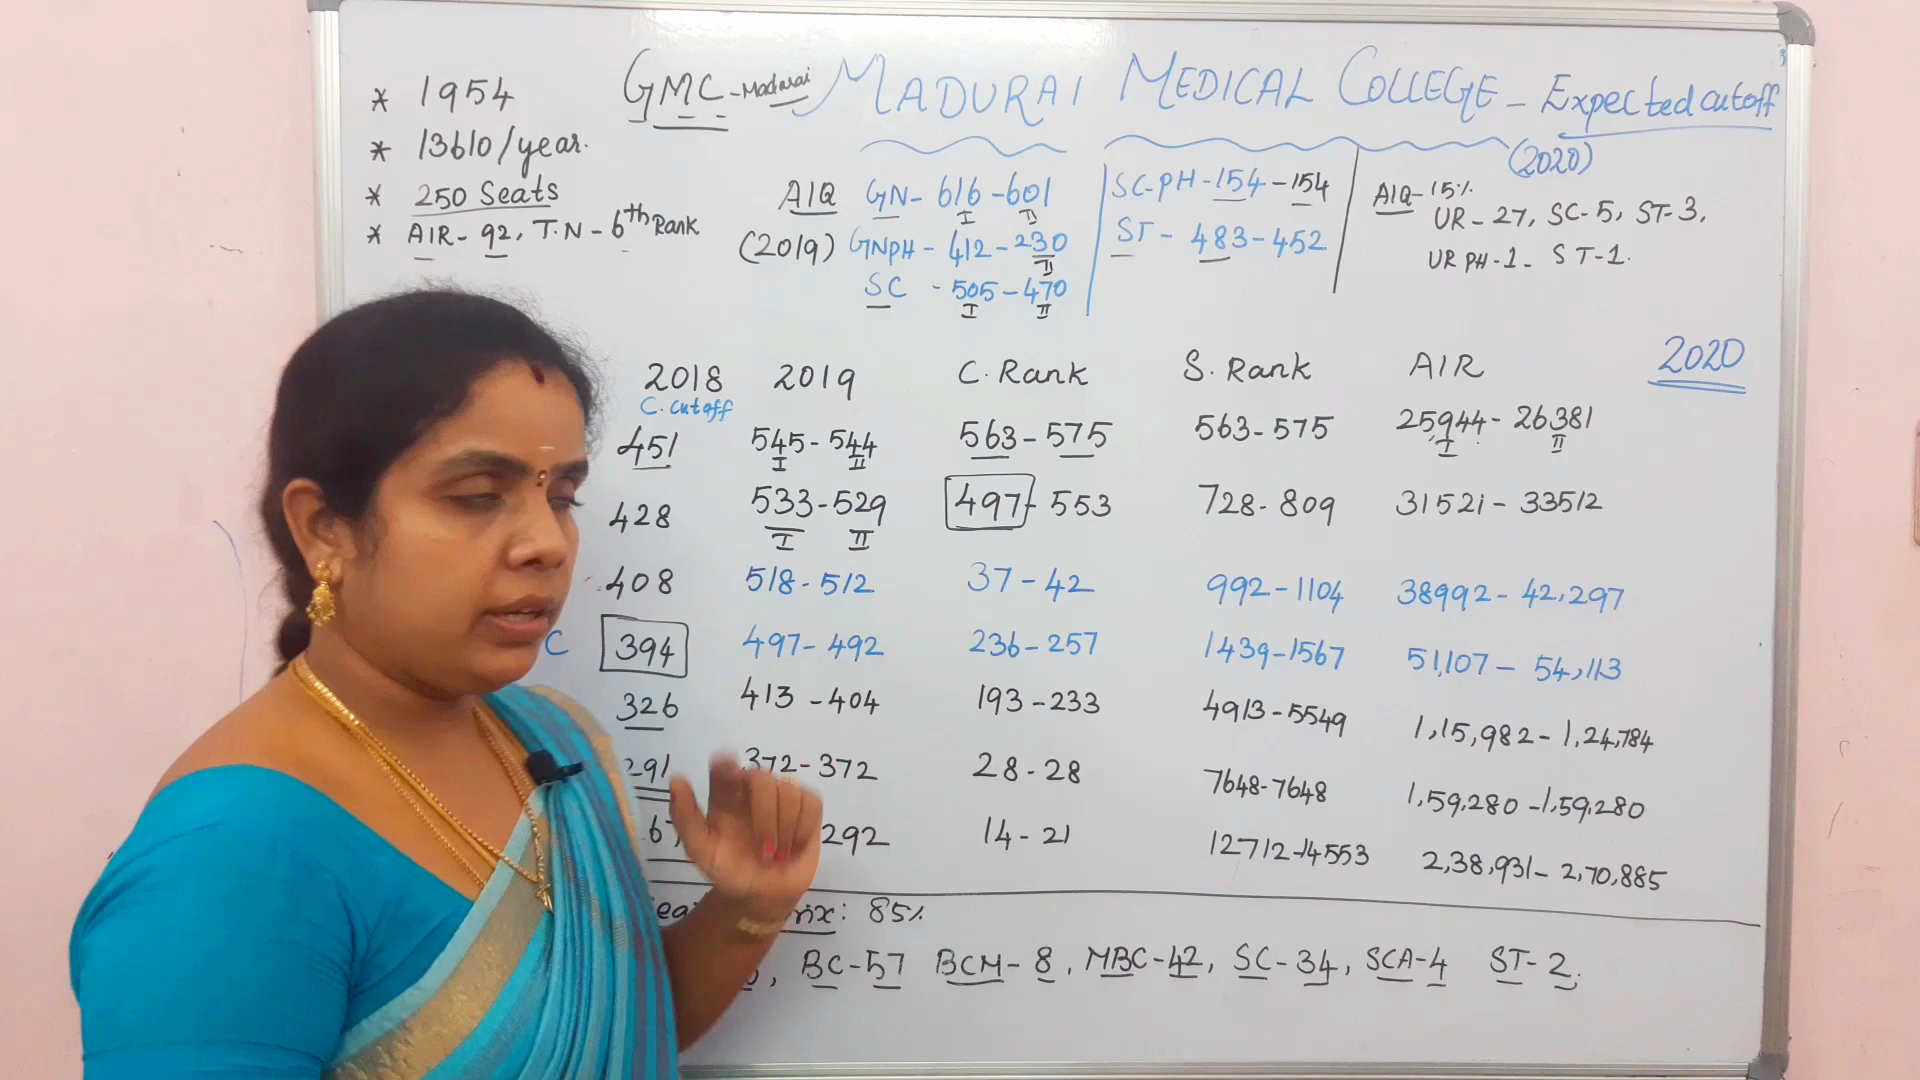 * 1954
* 13610/year.
* 250 Seats
* AIR- 92, T.N - 6th Rank
GMC - Madurai MADURAI MEDICAL COLLEGE - Expected cutoff
(2020)
AIQ GN - 616 - 601
I II
(2019) GNPH - 412 - 230
II
SC - 505 - 470
I II
SC-PH - 154 - 154
ST - 483 - 452
AIQ - 15%
UR - 27, SC - 5, ST - 3,
UR PH - 1 - ST - 1.
2018 2019 C. Rank S. Rank AIR 2020
C. cutoff
451 545 - 544 563 - 575 563 - 575 25944 - 26381
I II I II
428 533 - 529 497 - 553 728 - 809 31521 - 33512
I II
408 518 - 512 37 - 42 992 - 1104 38992 - 42,297
C 394 497 - 492 236 - 257 1439 - 1567 51,107 - 54,113
326 413 - 404 193 - 233 4913 - 5549 1,15,982 - 1,24,784
291 372 - 372 28 - 28 7648 - 7648 1,59,280 - 1,59,280
292 14 - 21 12712 - 14553 2,38,931 - 2,70,885
: 85%
BC - 57 BCM - 8, MBC - 42, SC - 34, SCA - 4 ST - 2;